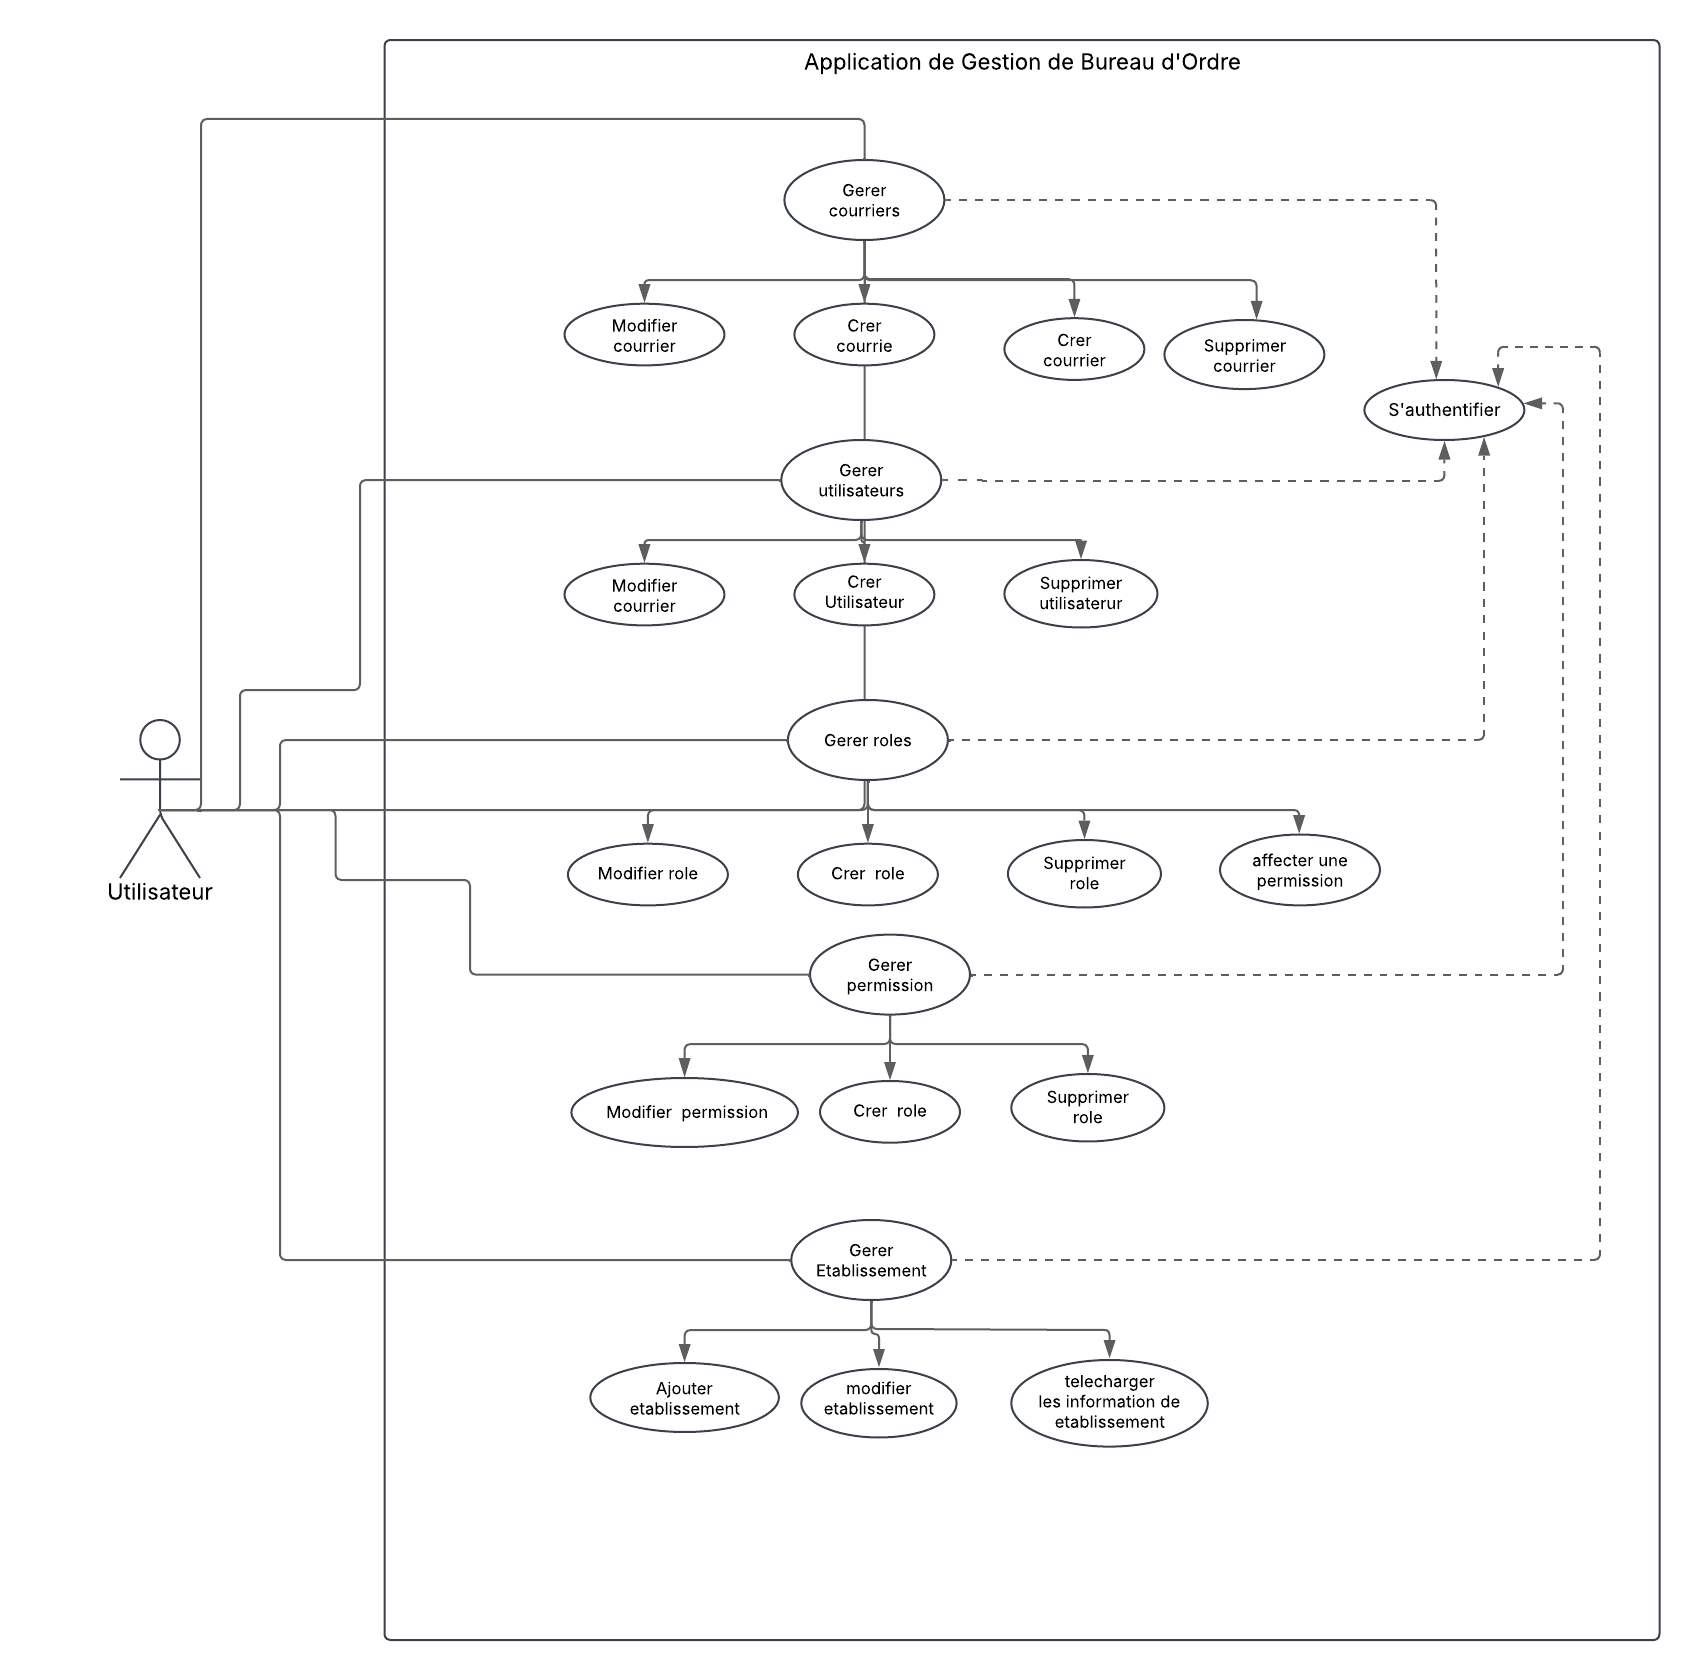 Application de Gestion de Bureau d'Ordre
Gerer
courriers
Modifier
courrier
Crer
courrie
Crer
courrier
Supprimer
courrier
S'authentifier
Gerer
utilisateurs
Modifier
courrier
Crer
Utilisateur
Supprimer
utilisaterur
Gerer roles
Utilisateur
Modifier role
Crer  role
Supprimer
role
affecter une
permission
Gerer
permission
Modifier  permission
Crer  role
Supprimer
role
Gerer
Etablissement
Ajouter
etablissement
modifier
etablissement
telecharger
les information de
etablissement